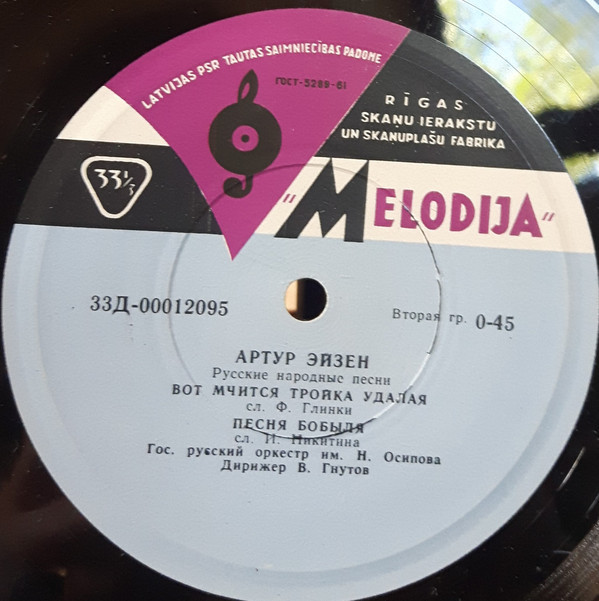 LATVIJAS PSR TAUTAS SAIMNIECĪBAS PADOME
ГОСТ-5289-61
RĪGAS
SKAŅU IERAKSTU
UN SKAŅUPLAŠU FABRIKA
33⅓
"MELODIJA"
33Д-00012095
Вторая гр. 0-45
АРТУР ЭЙЗЕН
Русские народные песни
ВОТ МЧИТСЯ ТРОЙКА УДАЛАЯ
сл. Ф. Глинки
ПЕСНЯ БОБЫЛЯ
сл. И. Никитина
Гос. русский оркестр им. Н. Осипова
Дирижер В. Гнутов